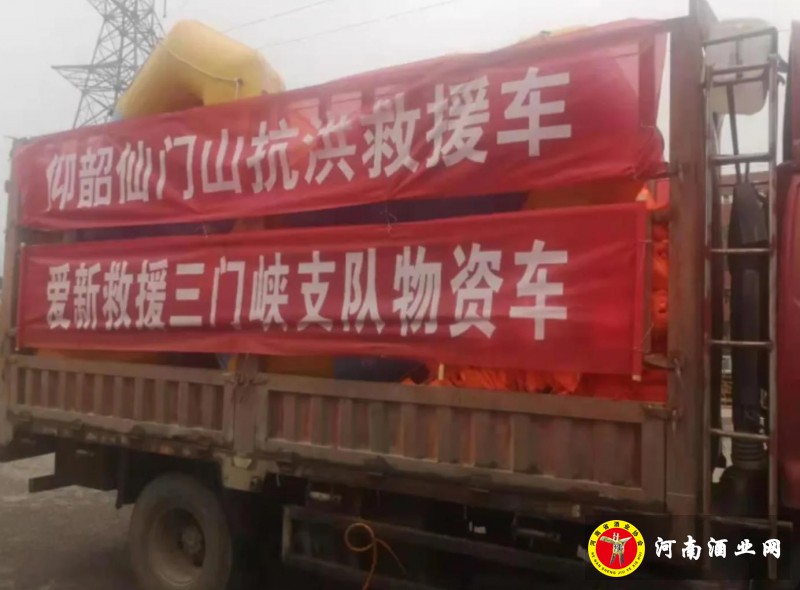 仰韶仙门山抗洪救援车
爱新救援三门峡支队物资车
河南酒业网